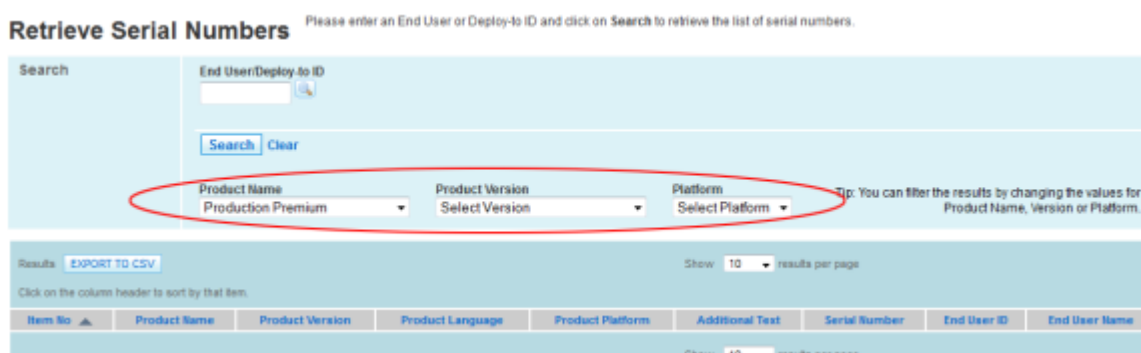 Retrieve Serial Numbers
Please enter an End User or Deploy-to ID and click on Search to retrieve the list of serial numbers.
Search
End User/Deploy-to ID
Search Clear
Product Name Product Version Platform
Production Premium Select Version Select Platform
Tip: You can filter the results by changing the values for
Product Name, Version or Platform.
Results EXPORT TO CSV Show 10 results per page
Click on the column header to sort by that item.
Item No Product Name Product Version Product Language Product Platform Additional Text Serial Number End User ID End User Name
Show 10 results per page